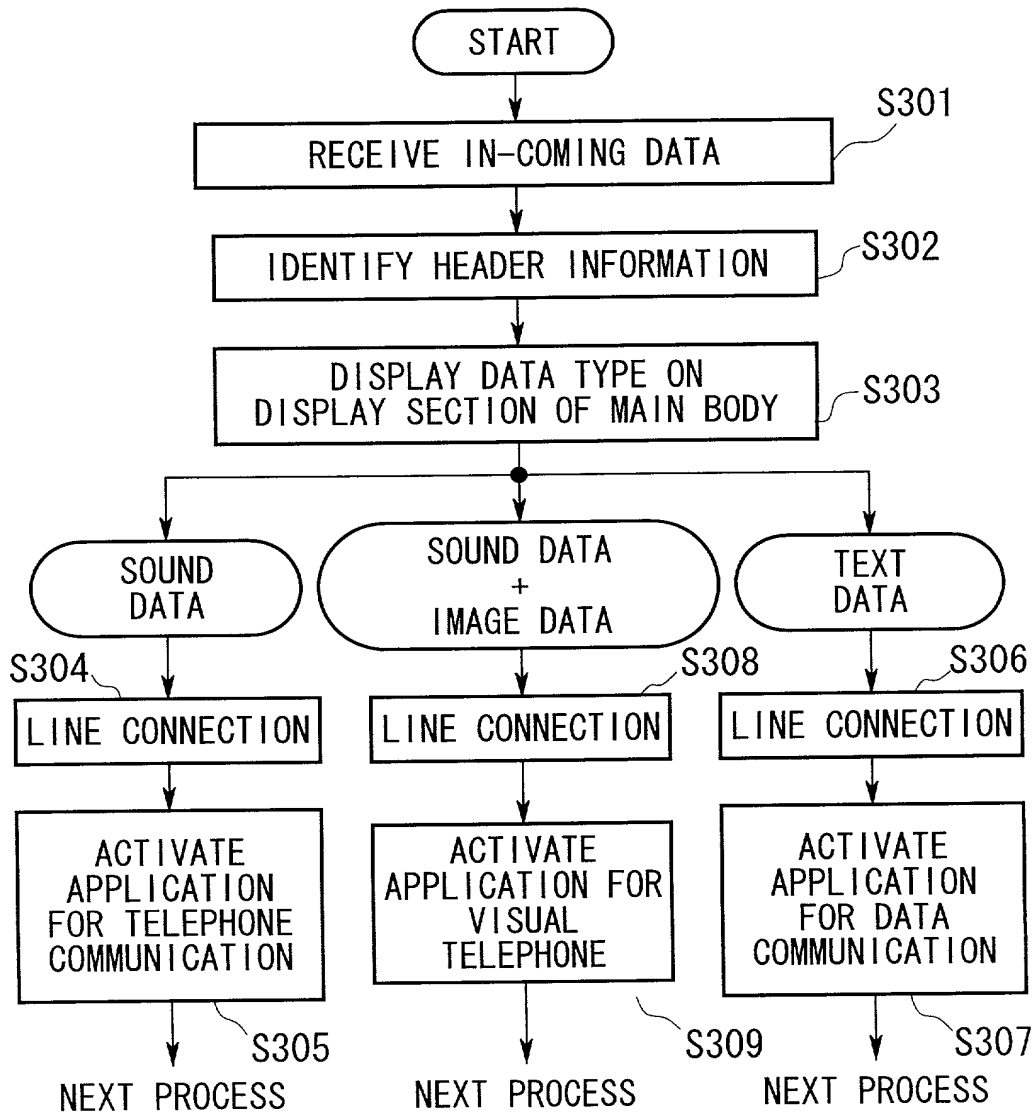 START
S301
RECEIVE IN-COMING DATA
S302
IDENTIFY HEADER INFORMATION
DISPLAY DATA TYPE ON
DISPLAY SECTION OF MAIN BODY
S303
SOUND
DATA
SOUND DATA
+
IMAGE DATA
TEXT
DATA
S304
LINE CONNECTION
S308
LINE CONNECTION
S306
LINE CONNECTION
ACTIVATE
APPLICATION
FOR TELEPHONE
COMMUNICATION
S305
NEXT PROCESS
ACTIVATE
APPLICATION FOR
VISUAL
TELEPHONE
S309
NEXT PROCESS
ACTIVATE
APPLICATION
FOR DATA
COMMUNICATION
S307
NEXT PROCESS